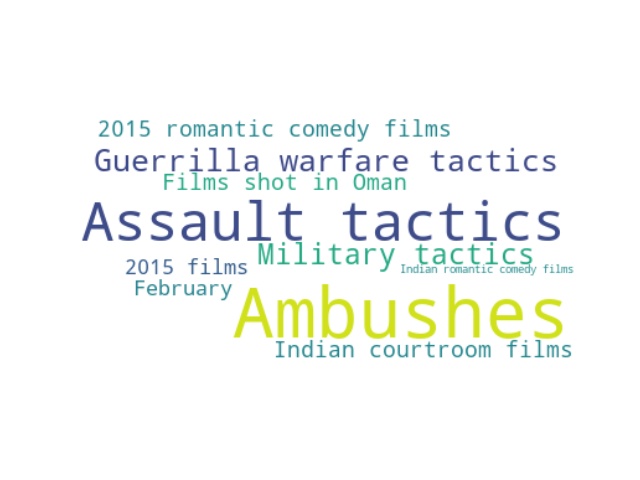 2015 romantic comedy films
Guerrilla warfare tactics
Films shot in Oman
Assault tactics
Military tactics
2015 films
Indian romantic comedy films
February
Ambushes
Indian courtroom films